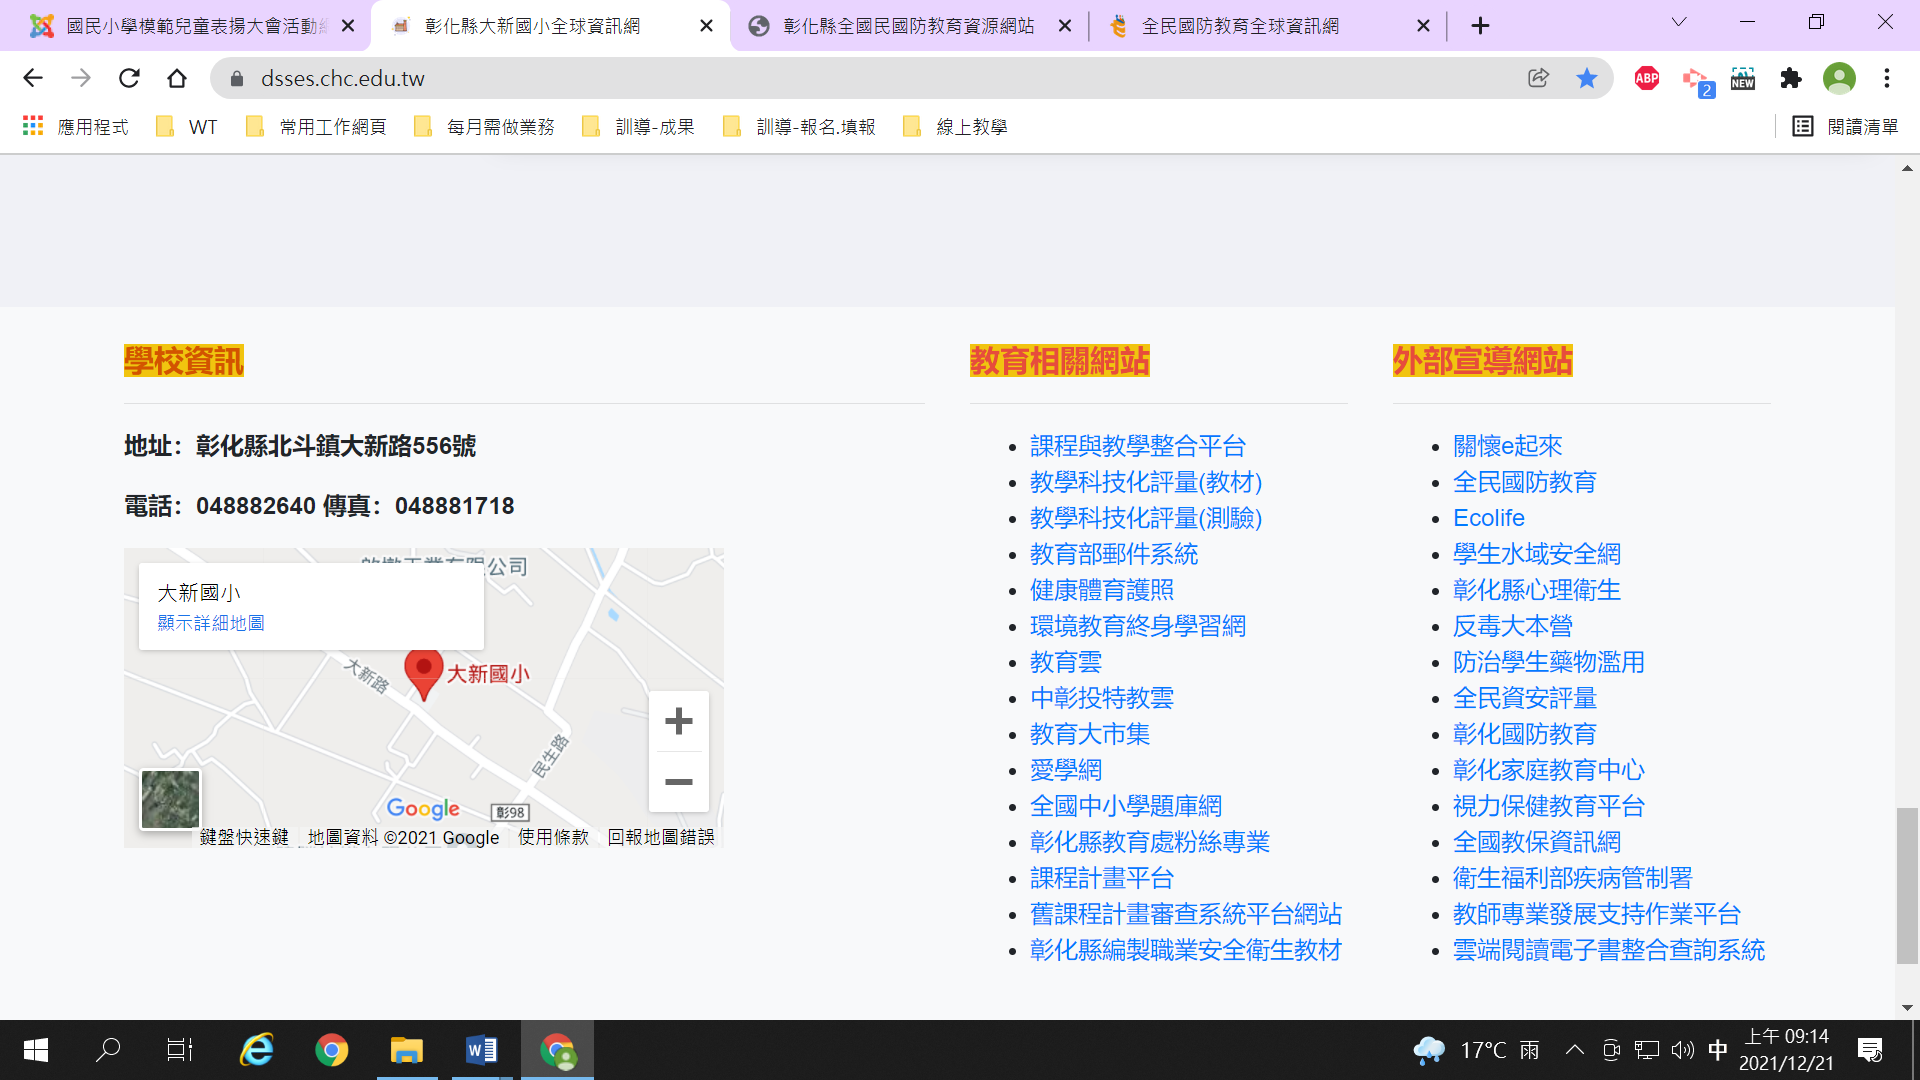 國民小學模範兒童表揚大會活動
彰化縣大新國小全球資訊網
彰化縣全國民國防教育資源網站
全民國防教育全球資訊網
dsses.chc.edu.tw
ABP
2
NEW
應用程式
WT
常用工作網頁
每月需做業務
訓導-成果
訓導-報名.填報
線上教學
閱讀清單
學校資訊
地址：彰化縣北斗鎮大新路556號
電話：048882640 傳真：048881718
大新國小
顯示詳細地圖
大新路
大新國小
民生路
彰98
Google
鍵盤快速鍵
地圖資料 ©2021 Google
使用條款
回報地圖錯誤
教育相關網站
課程與教學整合平台
教學科技化評量(教材)
教學科技化評量(測驗)
教育部郵件系統
健康體育護照
環境教育終身學習網
教育雲
中彰投特教雲
教育大市集
愛學網
全國中小學題庫網
彰化縣教育處粉絲專業
課程計畫平台
舊課程計畫審查系統平台網站
彰化縣編製職業安全衛生教材
外部宣導網站
關懷e起來
全民國防教育
Ecolife
學生水域安全網
彰化縣心理衛生
反毒大本營
防治學生藥物濫用
全民資安評量
彰化國防教育
彰化家庭教育中心
視力保健教育平台
全國教保資訊網
衛生福利部疾病管制署
教師專業發展支持作業平台
雲端閱讀電子書整合查詢系統
17°C 雨
中
上午 09:14
2021/12/21